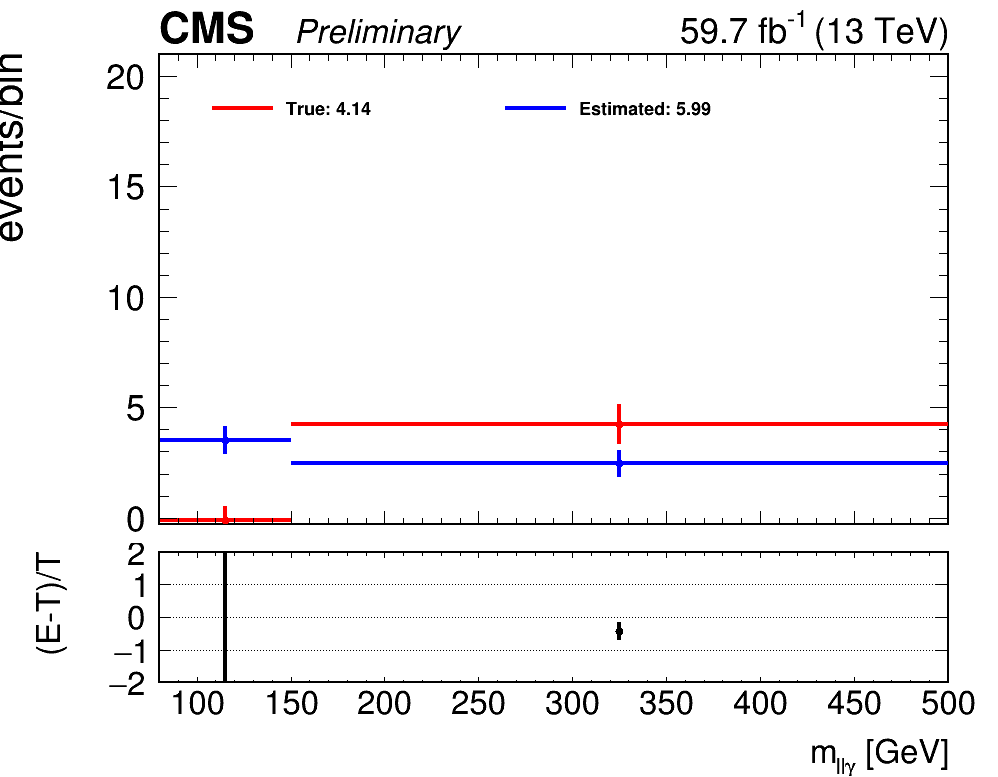 CMS Preliminary 59.7 fb-1 (13 TeV)
events/bin
True: 4.14 Estimated: 5.99
20
15
10
5
0
(E-T)/T
2
1
0
−1
−2
100 150 200 250 300 350 400 450 500
mllγ [GeV]